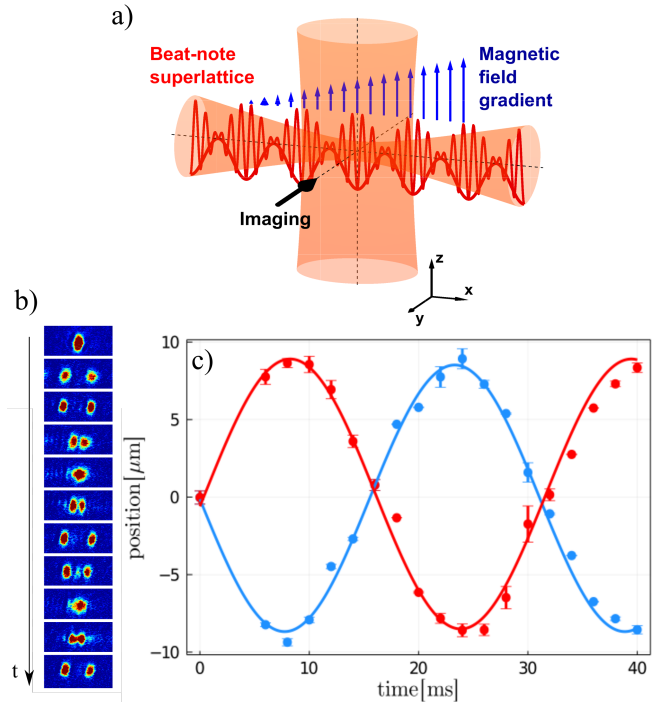 a)
Beat-note
superlattice
Magnetic
field
gradient
Imaging
z
x
y
b)
t
c)
position[μm]
10
5
0
−5
−10
0
10
20
30
40
time[ms]